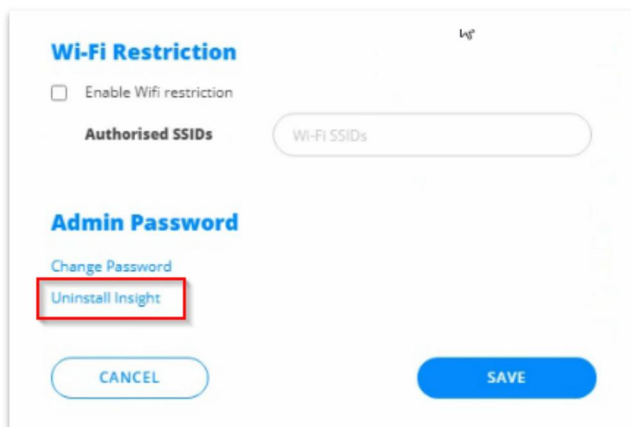 Wi-Fi Restriction
Enable Wifi restriction
Authorised SSIDs
Wi-Fi SSIDs
Admin Password
Change Password
Uninstall Insight
CANCEL
SAVE